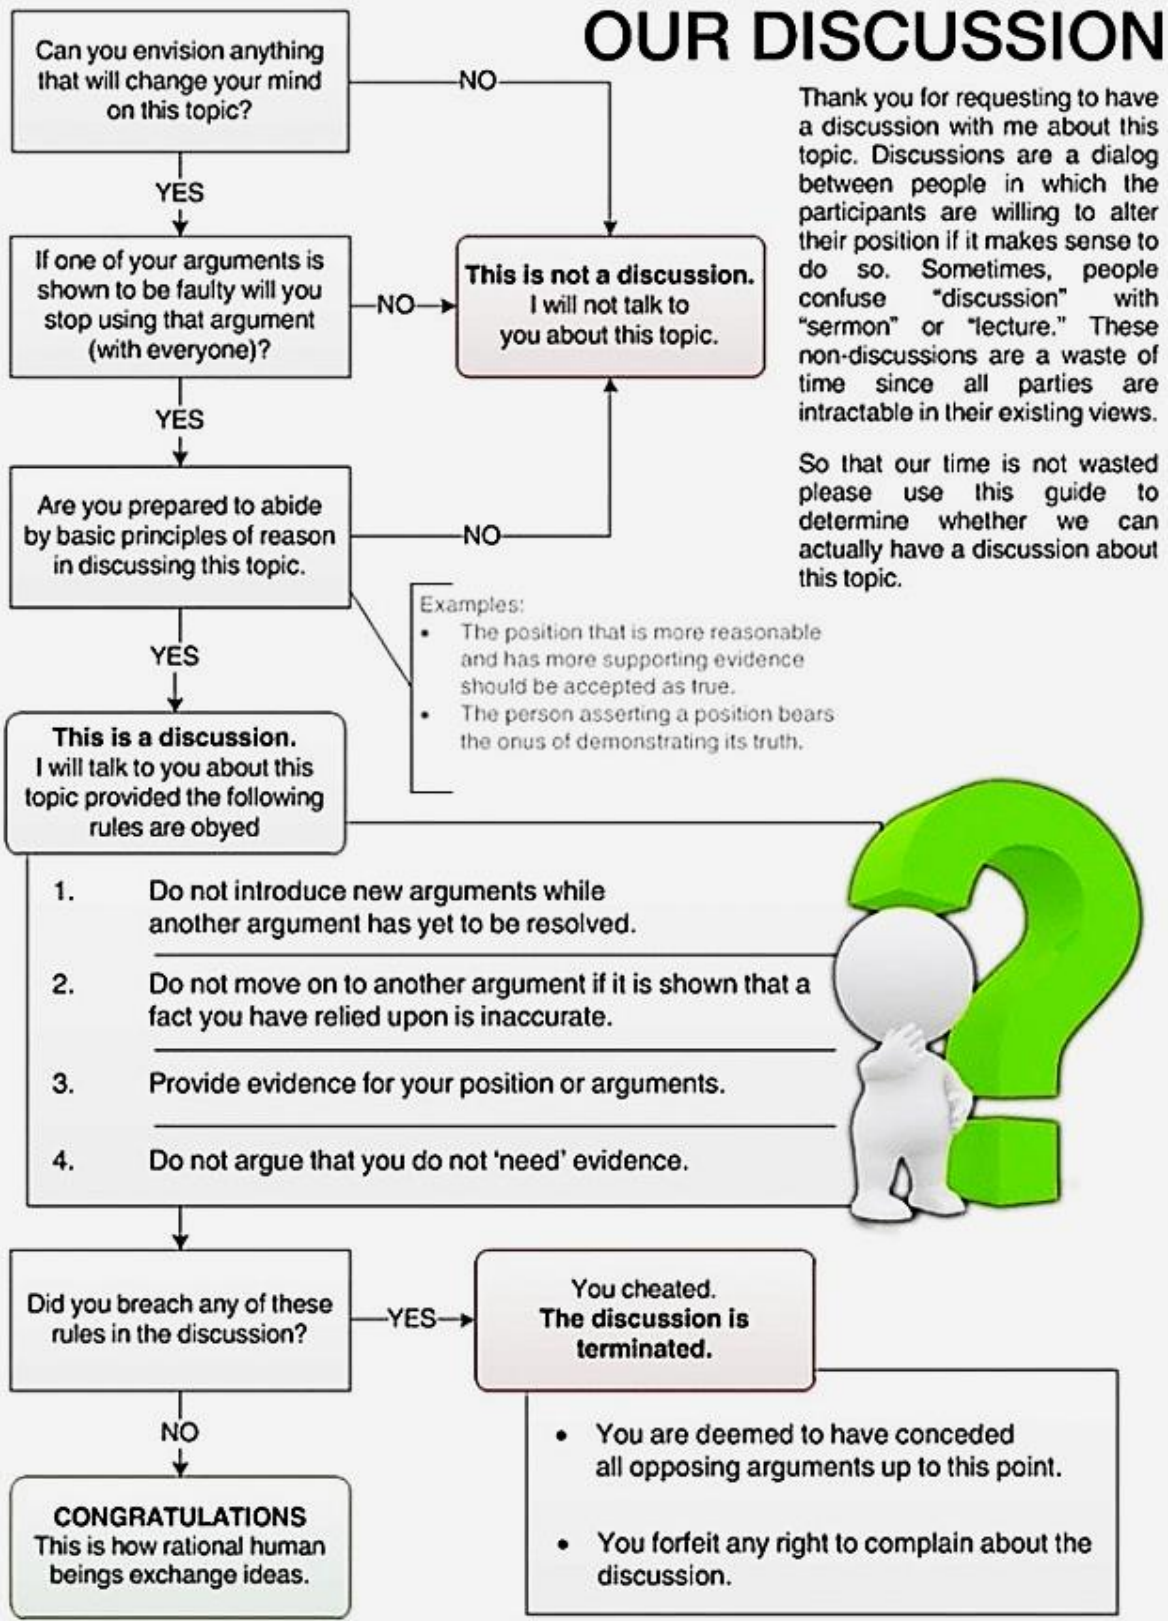 OUR DISCUSSION
Thank you for requesting to have
a discussion with me about this
topic. Discussions are a dialog
between people in which the
participants are willing to alter
their position if it makes sense to
do so. Sometimes, people
confuse "discussion" with
"sermon" or "lecture." These
non-discussions are a waste of
time since all parties are
intractable in their existing views.
So that our time is not wasted
please use this guide to
determine whether we can
actually have a discussion about
this topic.
Can you envision anything
that will change your mind
on this topic?
NO
YES
If one of your arguments is
shown to be faulty will you
stop using that argument
(with everyone)?
NO
This is not a discussion.
I will not talk to
you about this topic.
YES
Are you prepared to abide
by basic principles of reason
in discussing this topic.
NO
Examples:
• The position that is more reasonable
and has more supporting evidence
should be accepted as true.
• The person asserting a position bears
the onus of demonstrating its truth.
YES
This is a discussion.
I will talk to you about this
topic provided the following
rules are obyed
1. Do not introduce new arguments while
another argument has yet to be resolved.
2. Do not move on to another argument if it is shown that a
fact you have relied upon is inaccurate.
3. Provide evidence for your position or arguments.
4. Do not argue that you do not 'need' evidence.
Did you breach any of these
rules in the discussion?
YES
You cheated.
The discussion is
terminated.
• You are deemed to have conceded
all opposing arguments up to this point.
• You forfeit any right to complain about the
discussion.
NO
CONGRATULATIONS
This is how rational human
beings exchange ideas.